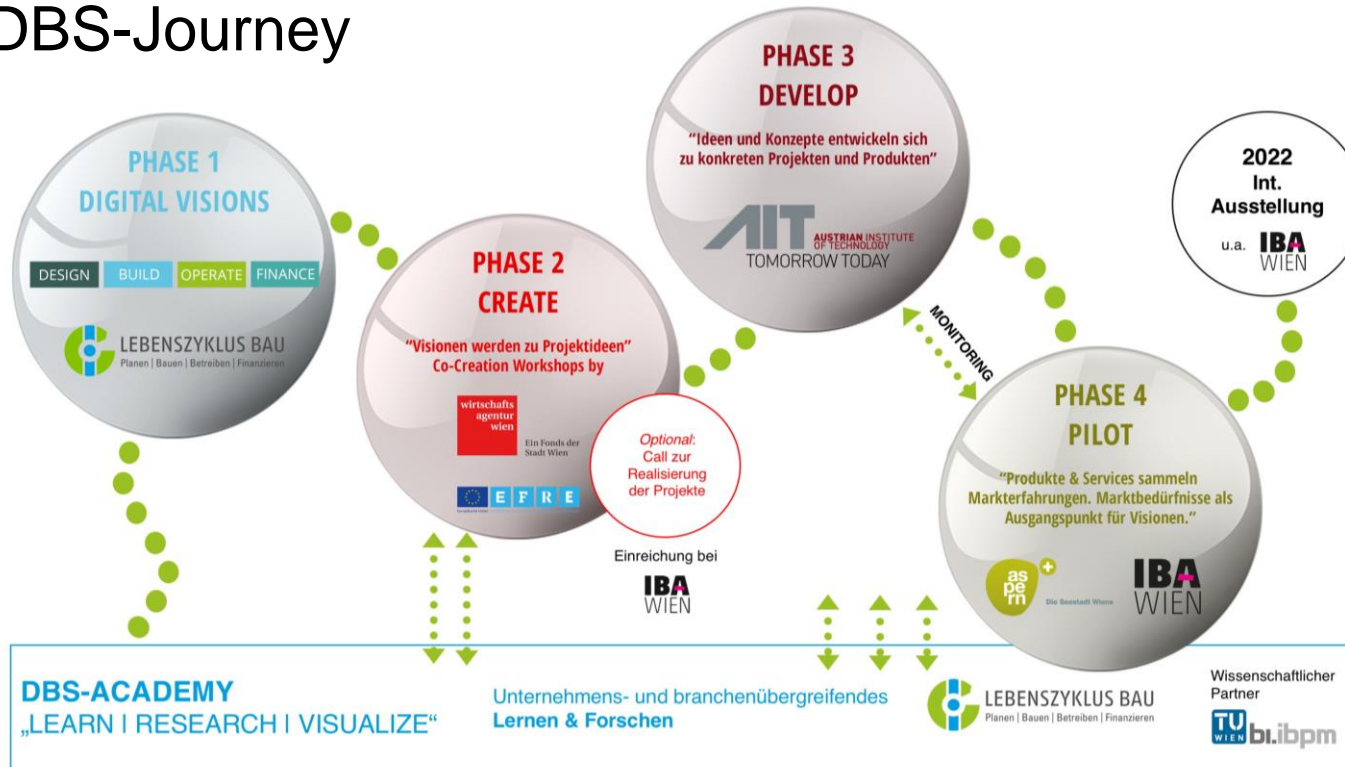 DBS-Journey
PHASE 1
DIGITAL VISIONS
DESIGN
BUILD
OPERATE
FINANCE
LEBENSZYKLUS BAU
Planen | Bauen | Betreiben | Finanzieren
PHASE 2
CREATE
“Visionen werden zu Projektideen”
Co-Creation Workshops by
wirtschafts
agentur
wien
Ein Fonds der
Stadt Wien
EFRE
Optional:
Call zur
Realisierung
der Projekte
Einreichung bei
IBA
WIEN
PHASE 3
DEVELOP
“Ideen und Konzepte entwickeln sich
zu konkreten Projekten und Produkten”
AIT
AUSTRIAN INSTITUTE
OF TECHNOLOGY
TOMORROW TODAY
MONITORING
PHASE 4
PILOT
“Produkte & Services sammeln
Markterfahrungen. Marktbedürfnisse als
Ausgangspunkt für Visionen.”
as
pe
rn
+
Die Seestadt Wiens
IBA
WIEN
2022
Int.
Ausstellung
u.a.
IBA
WIEN
DBS-ACADEMY
„LEARN I RESEARCH I VISUALIZE“
Unternehmens- und branchenübergreifendes
Lernen & Forschen
LEBENSZYKLUS BAU
Planen | Bauen | Betreiben | Finanzieren
Wissenschaftlicher
Partner
TU
WIEN
bi.ibpm